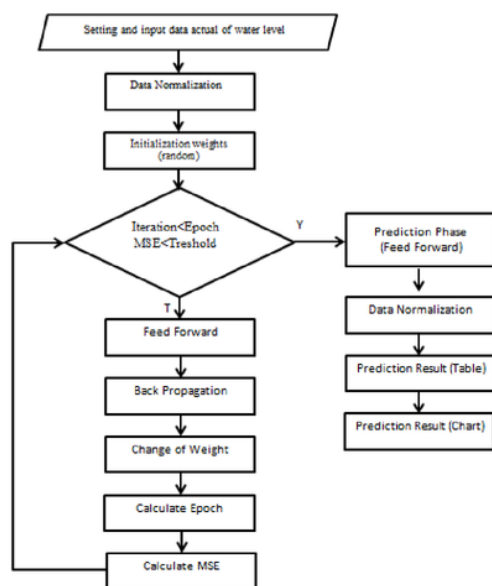 Setting and input data actual of water level
Data Normalization
Initialization weights
(random)
Iteration<Epoch
MSE<Treshold
Y
T
Feed Forward
Back Propagation
Change of Weight
Calculate Epoch
Calculate MSE
Prediction Phase
(Feed Forward)
Data Normalization
Prediction Result (Table)
Prediction Result (Chart)